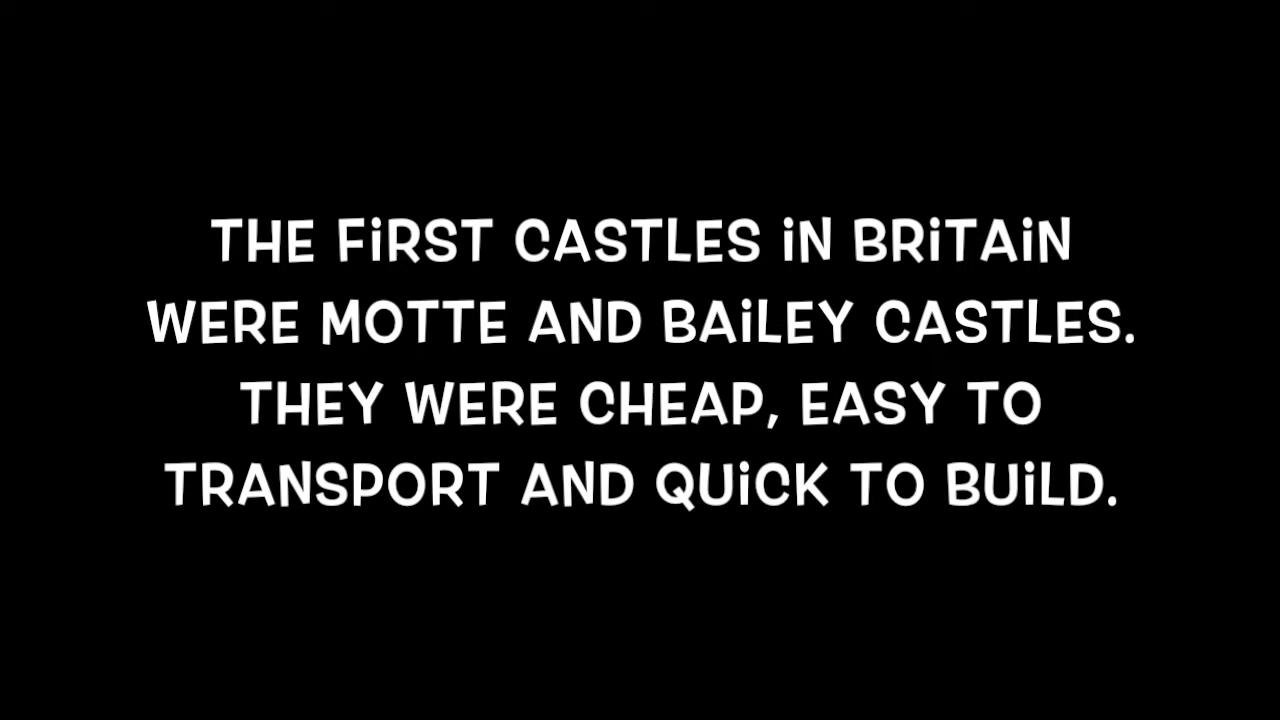 THE FiRST CASTLES iN BRiTAiN
WERE MOTTE AND BAiLEY CASTLES.
THEY WERE CHEAP, EASY TO
TRANSPORT AND QUiCK TO BUiLD.